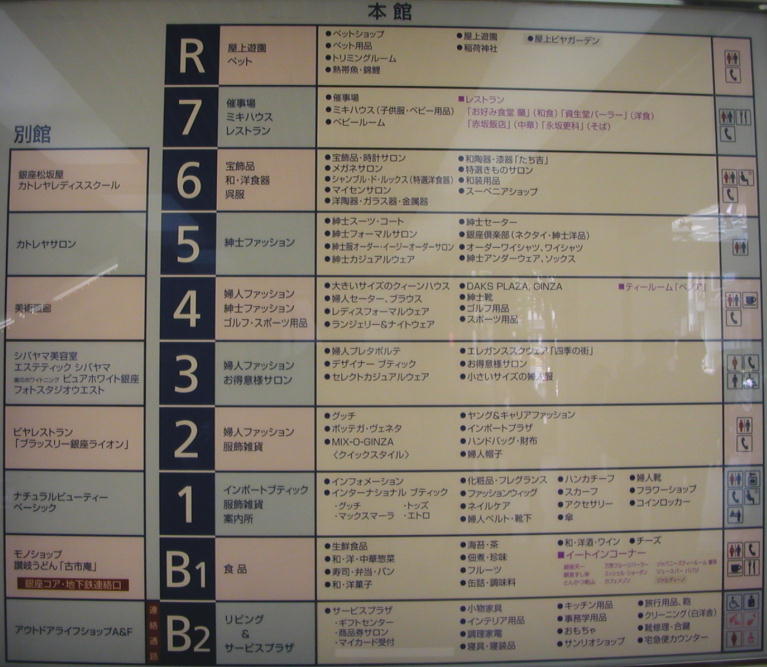 本館
別館
R
屋上遊園
ペット
●ペットショップ
●ペット用品
●トリミングルーム
●熱帯魚・錦鯉
●屋上遊園
●稲荷神社
●屋上ビヤガーデン
7
催事場
ミキハウス
レストラン
●催事場
●ミキハウス(子供服・ベビー用品)
●ベビールーム
■レストラン
「お好み食堂 蘭」(和食)「資生堂パーラー」(洋食)
「赤坂飯店」(中華)「永坂更科」(そば)
銀座松坂屋
カトレヤレディススクール
6
宝飾品
和・洋食器
呉服
●宝飾品・時計サロン
●メガネサロン
●シャンブル・ド・ルックス(特選洋食器)
●マイセンサロン
●洋陶器・ガラス器・金属器
●和陶器・漆器「たち吉」
●特選きものサロン
●和装用品
●スーベニアショップ
カトレヤサロン
5
紳士ファッション
●紳士スーツ・コート
●紳士フォーマルサロン
●紳士服オーダー・イージーオーダーサロン
●紳士カジュアルウェア
●紳士セーター
●銀座倶楽部(ネクタイ・紳士洋品)
●オーダーワイシャツ、ワイシャツ
●紳士アンダーウェア、ソックス
美術画廊
4
婦人ファッション
紳士ファッション
ゴルフ・スポーツ用品
●大きいサイズのクィーンハウス
●婦人セーター、ブラウス
●レディスフォーマルウェア
●ランジェリー&ナイトウェア
●DAKS PLAZA, GINZA
●紳士靴
●ゴルフ用品
●スポーツ用品
■ティールーム
シバヤマ美容室
エステティック シバヤマ
ピュアホワイト銀座
フォトスタジオウエスト
3
婦人ファッション
お得意様サロン
●婦人プレタポルテ
●デザイナー ブティック
●セレクトカジュアルウェア
●エレガンススクウェア「四季の街」
●お得意様サロン
●小さいサイズの婦人服
ビヤレストラン
「ブラッスリー銀座ライオン」
2
婦人ファッション
服飾雑貨
●グッチ
●ボッテガ・ヴェネタ
●MIX-O-GINZA
〈クイックスタイル〉
●ヤング&キャリアファッション
●インポートプラザ
●ハンドバッグ・財布
●婦人帽子
ナチュラルビューティー
ベーシック
1
インポートブティック
服飾雑貨
案内所
●インフォメーション
●インターナショナル ブティック
・グッチ ・トッズ
・マックスマーラ ・エトロ
●化粧品・フレグランス
●ファッションウィッグ
●ネイルケア
●婦人ベルト・靴下
●ハンカチーフ
●スカーフ
●アクセサリー
●傘
●婦人靴
●フラワーショップ
●コインロッカー
モノショップ
讃岐うどん「古市庵」
銀座コア・地下鉄連絡口
B1
食品
●生鮮食品
●和・洋・中華惣菜
●寿司・弁当・パン
●和・洋菓子
●海苔・茶
●佃煮・珍味
●フルーツ
●缶詰・調味料
●和・洋酒・ワイン
●チーズ
■イートインコーナー
アウトドアライフショップA&F
連絡通路
B2
リビング
&
サービスプラザ
●サービスプラザ
・ギフトセンター
・商品券サロン
・マイカード受付
●小物家具
●インテリア用品
●調理家電
●寝具・寝装品
●キッチン用品
●事務学用品
●おもちゃ
●サンリオショップ
●旅行用品、鞄
●クリーニング(白洋舎)
●靴修理・合鍵
●宅急便カウンター